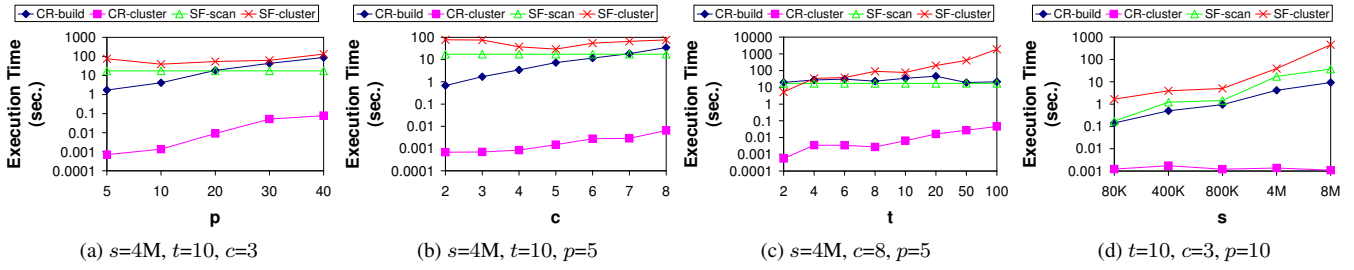 CR-build CR-cluster SF-scan SF-cluster
Execution Time (sec.)
1000
100
10
1
0.1
0.01
0.001
0.0001
5 10 20 30 40
p
(a) s=4M, t=10, c=3
CR-build CR-cluster SF-scan SF-cluster
Execution Time (sec.)
100
10
1
0.1
0.01
0.001
0.0001
2 3 4 5 6 7 8
c
(b) s=4M, t=10, p=5
CR-build CR-cluster SF-scan SF-cluster
Execution Time (sec.)
10000
1000
100
10
1
0.1
0.01
0.001
0.0001
2 4 6 8 10 20 50 100
t
(c) s=4M, c=8, p=5
CR-build CR-cluster SF-scan SF-cluster
Execution Time (sec.)
1000
100
10
1
0.1
0.01
0.001
80K 400K 800K 4M 8M
s
(d) t=10, c=3, p=10